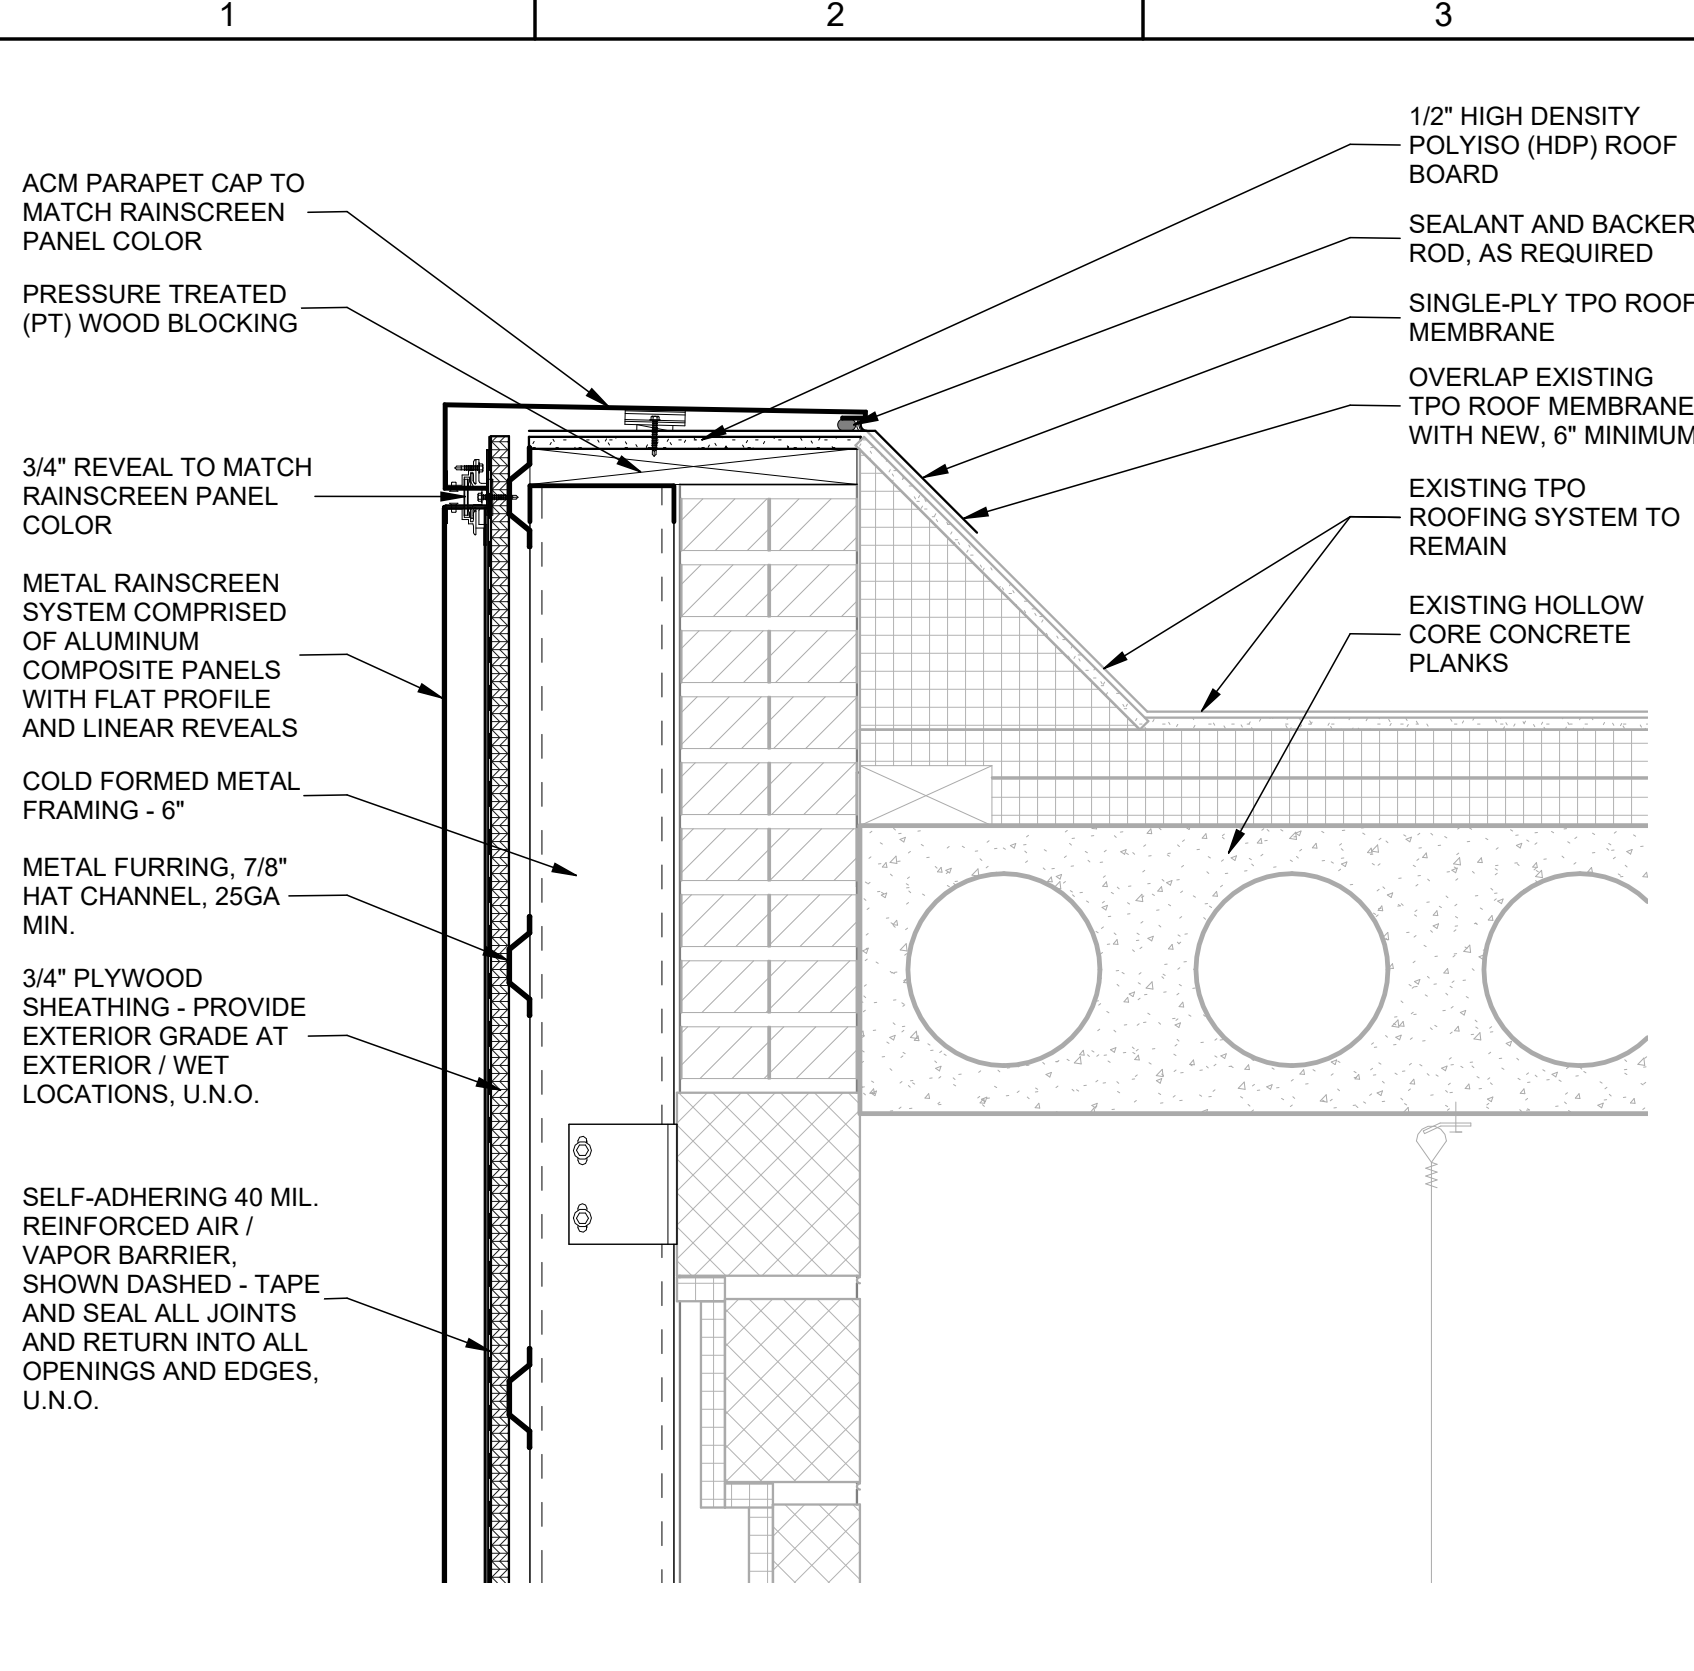 1
2
3
ACM PARAPET CAP TO
MATCH RAINSCREEN
PANEL COLOR
PRESSURE TREATED
(PT) WOOD BLOCKING
3/4" REVEAL TO MATCH
RAINSCREEN PANEL
COLOR
METAL RAINSCREEN
SYSTEM COMPRISED
OF ALUMINUM
COMPOSITE PANELS
WITH FLAT PROFILE
AND LINEAR REVEALS
COLD FORMED METAL
FRAMING - 6"
METAL FURRING, 7/8"
HAT CHANNEL, 25GA
MIN.
3/4" PLYWOOD
SHEATHING - PROVIDE
EXTERIOR GRADE AT
EXTERIOR / WET
LOCATIONS, U.N.O.
SELF-ADHERING 40 MIL.
REINFORCED AIR /
VAPOR BARRIER,
SHOWN DASHED - TAPE
AND SEAL ALL JOINTS
AND RETURN INTO ALL
OPENINGS AND EDGES,
U.N.O.
1/2" HIGH DENSITY
POLYISO (HDP) ROOF
BOARD
SEALANT AND BACKER
ROD, AS REQUIRED
SINGLE-PLY TPO ROOF
MEMBRANE
OVERLAP EXISTING
TPO ROOF MEMBRANE
WITH NEW, 6" MINIMUM
EXISTING TPO
ROOFING SYSTEM TO
REMAIN
EXISTING HOLLOW
CORE CONCRETE
PLANKS